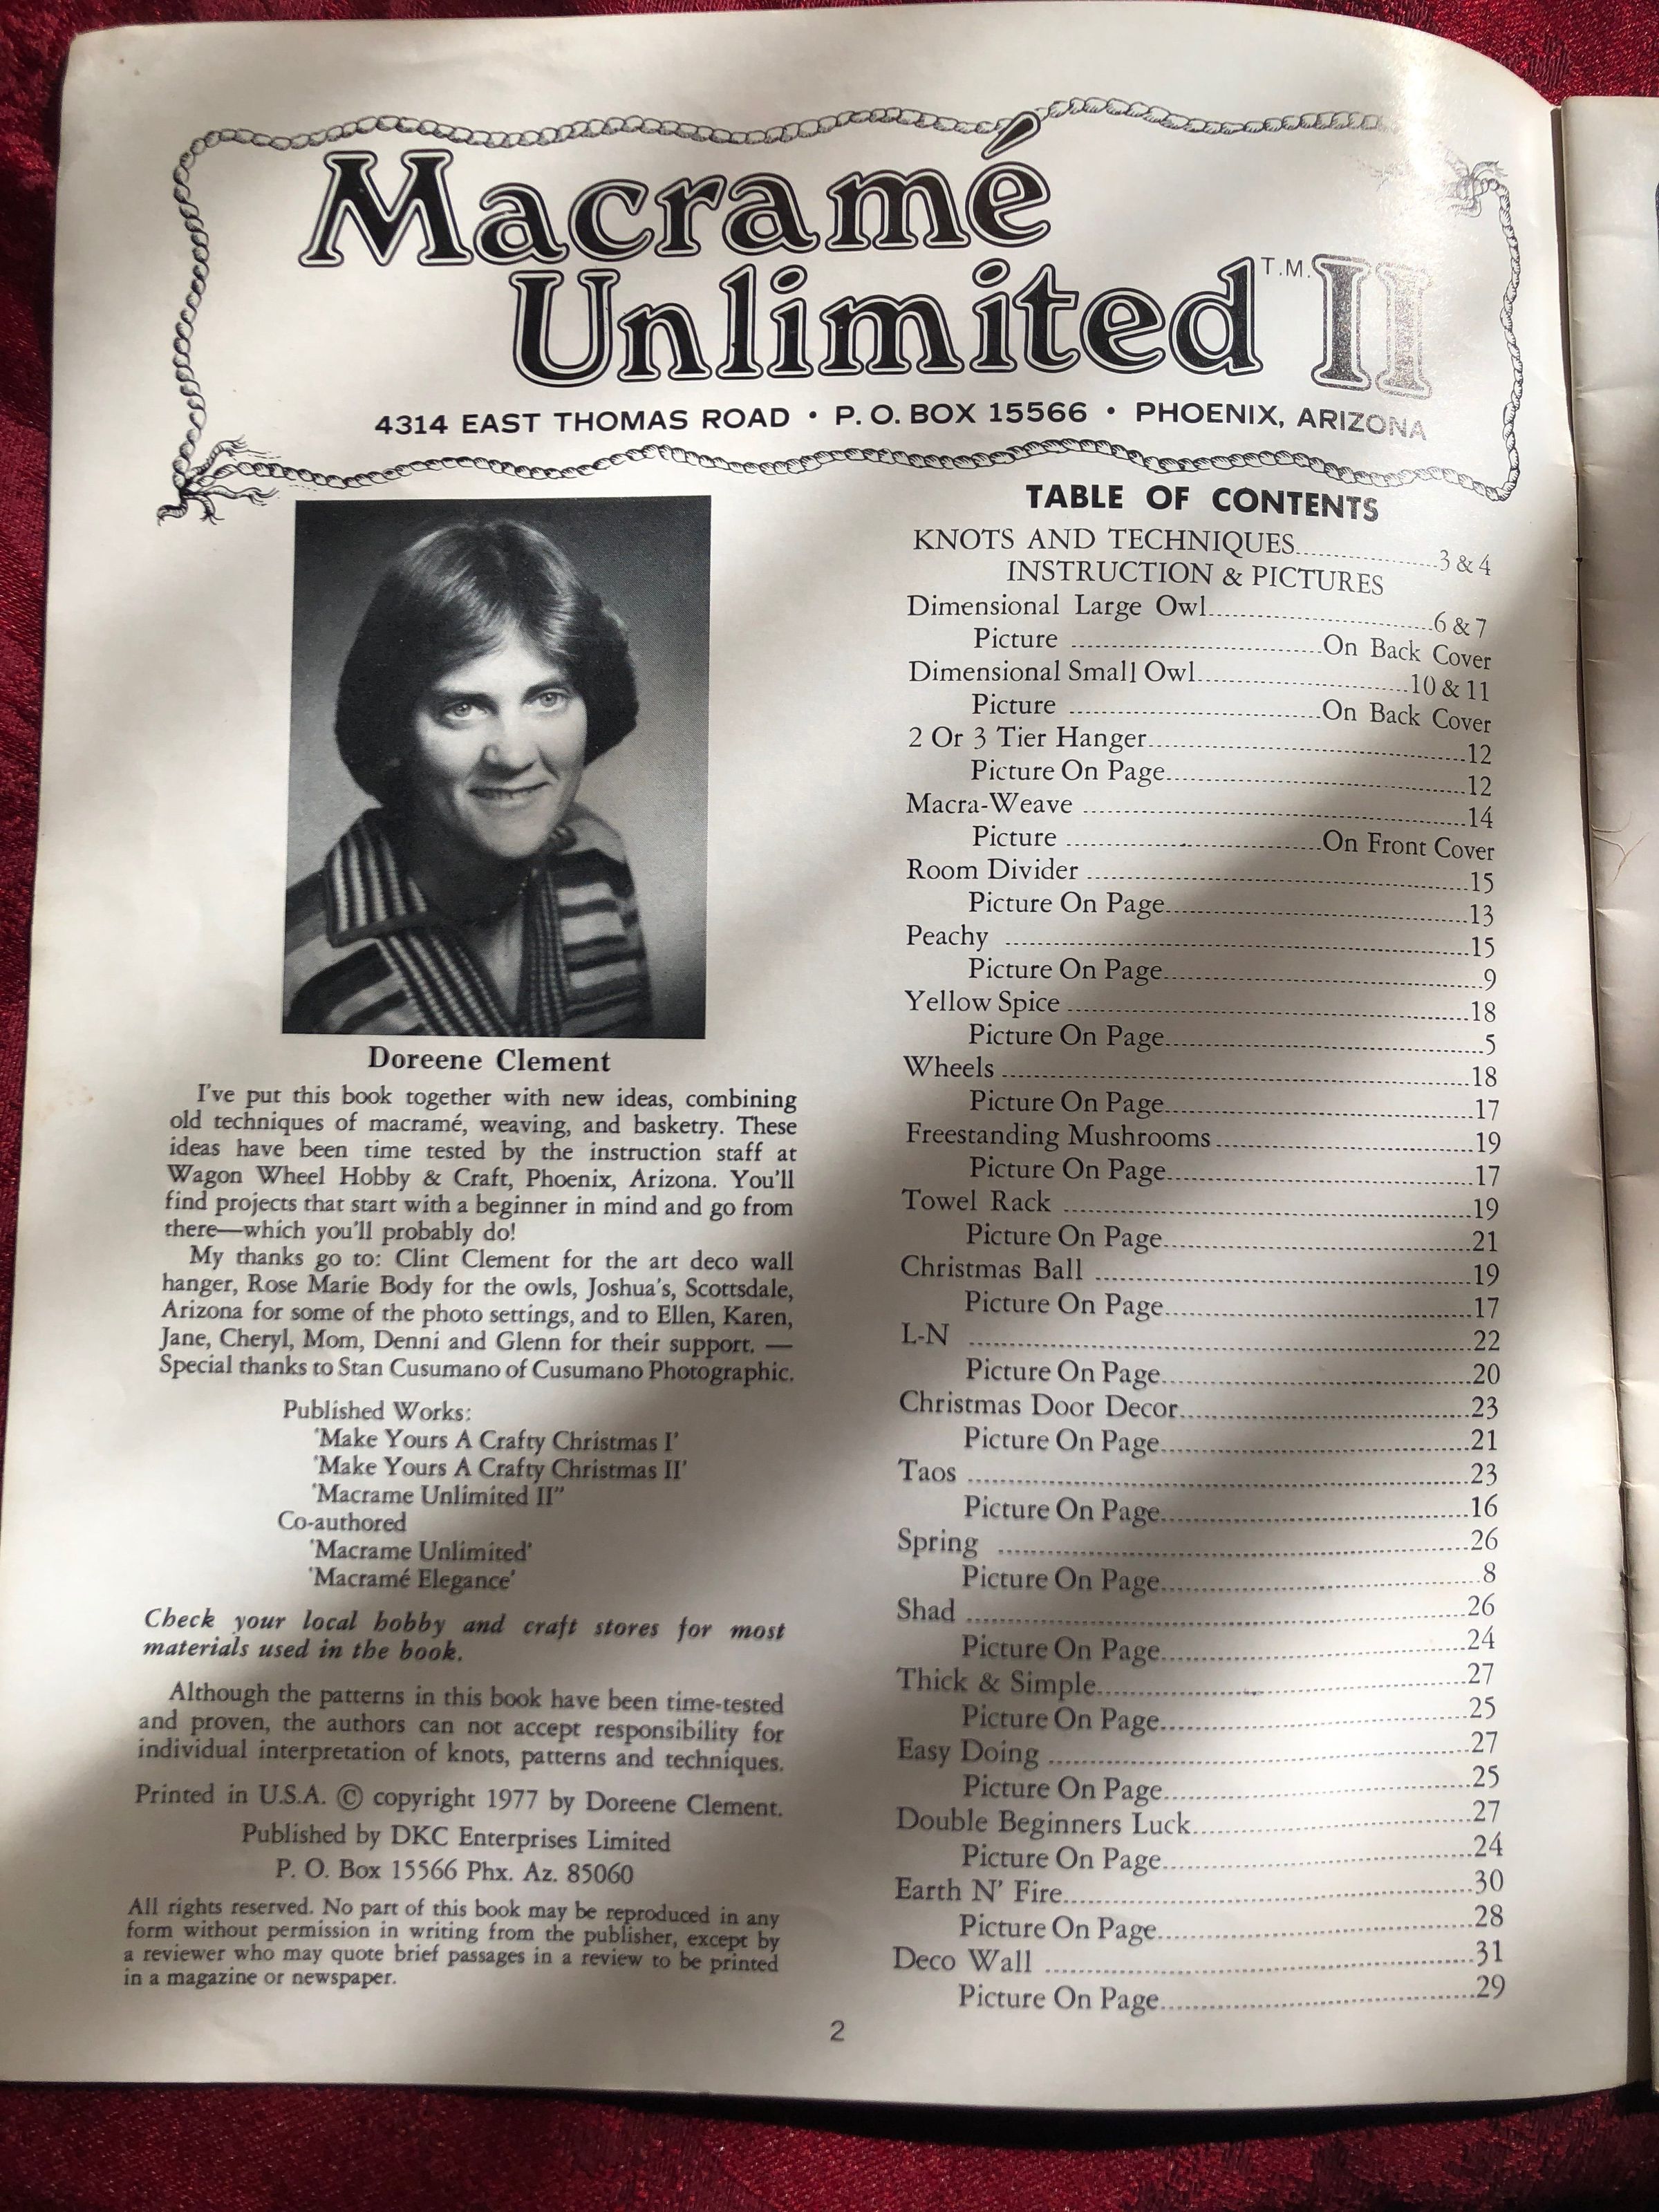 Macramé
Unlimited T.M. II
4314 EAST THOMAS ROAD • P. O. BOX 15566 • PHOENIX, ARIZONA
Doreene Clement
I've put this book together with new ideas, combining
old techniques of macramé, weaving, and basketry. These
ideas have been time tested by the instruction staff at
Wagon Wheel Hobby & Craft, Phoenix, Arizona. You'll
find projects that start with a beginner in mind and go from
there—which you'll probably do!
My thanks go to: Clint Clement for the art deco wall
hanger, Rose Marie Body for the owls, Joshua's, Scottsdale,
Arizona for some of the photo settings, and to Ellen, Karen,
Jane, Cheryl, Mom, Denni and Glenn for their support. —
Special thanks to Stan Cusumano of Cusumano Photographic.
Published Works:
'Make Yours A Crafty Christmas I'
'Make Yours A Crafty Christmas II'
'Macrame Unlimited II"
Co-authored
'Macrame Unlimited'
'Macramé Elegance'
Check your local hobby and craft stores for most
materials used in the book.
Although the patterns in this book have been time-tested
and proven, the authors can not accept responsibility for
individual interpretation of knots, patterns and techniques.
Printed in U.S.A. © copyright 1977 by Doreene Clement.
Published by DKC Enterprises Limited
P. O. Box 15566 Phx. Az. 85060
All rights reserved. No part of this book may be reproduced in any
form without permission in writing from the publisher, except by
a reviewer who may quote brief passages in a review to be printed
in a magazine or newspaper.
TABLE OF CONTENTS
KNOTS AND TECHNIQUES....................3 & 4
INSTRUCTION & PICTURES
Dimensional Large Owl....................6 & 7
Picture ....................On Back Cover
Dimensional Small Owl....................10 & 11
Picture ....................On Back Cover
2 Or 3 Tier Hanger....................12
Picture On Page....................12
Macra-Weave ....................14
Picture ....................On Front Cover
Room Divider ....................15
Picture On Page....................13
Peachy ....................15
Picture On Page....................9
Yellow Spice ....................18
Picture On Page....................5
Wheels ....................18
Picture On Page....................17
Freestanding Mushrooms ....................19
Picture On Page....................17
Towel Rack ....................19
Picture On Page....................21
Christmas Ball ....................19
Picture On Page....................17
L-N ....................22
Picture On Page....................20
Christmas Door Decor....................23
Picture On Page....................21
Taos ....................23
Picture On Page....................16
Spring ....................26
Picture On Page....................8
Shad ....................26
Picture On Page....................24
Thick & Simple....................27
Picture On Page....................25
Easy Doing ....................27
Picture On Page....................25
Double Beginners Luck....................27
Picture On Page....................24
Earth N' Fire....................30
Picture On Page....................28
Deco Wall ....................31
Picture On Page....................29
2